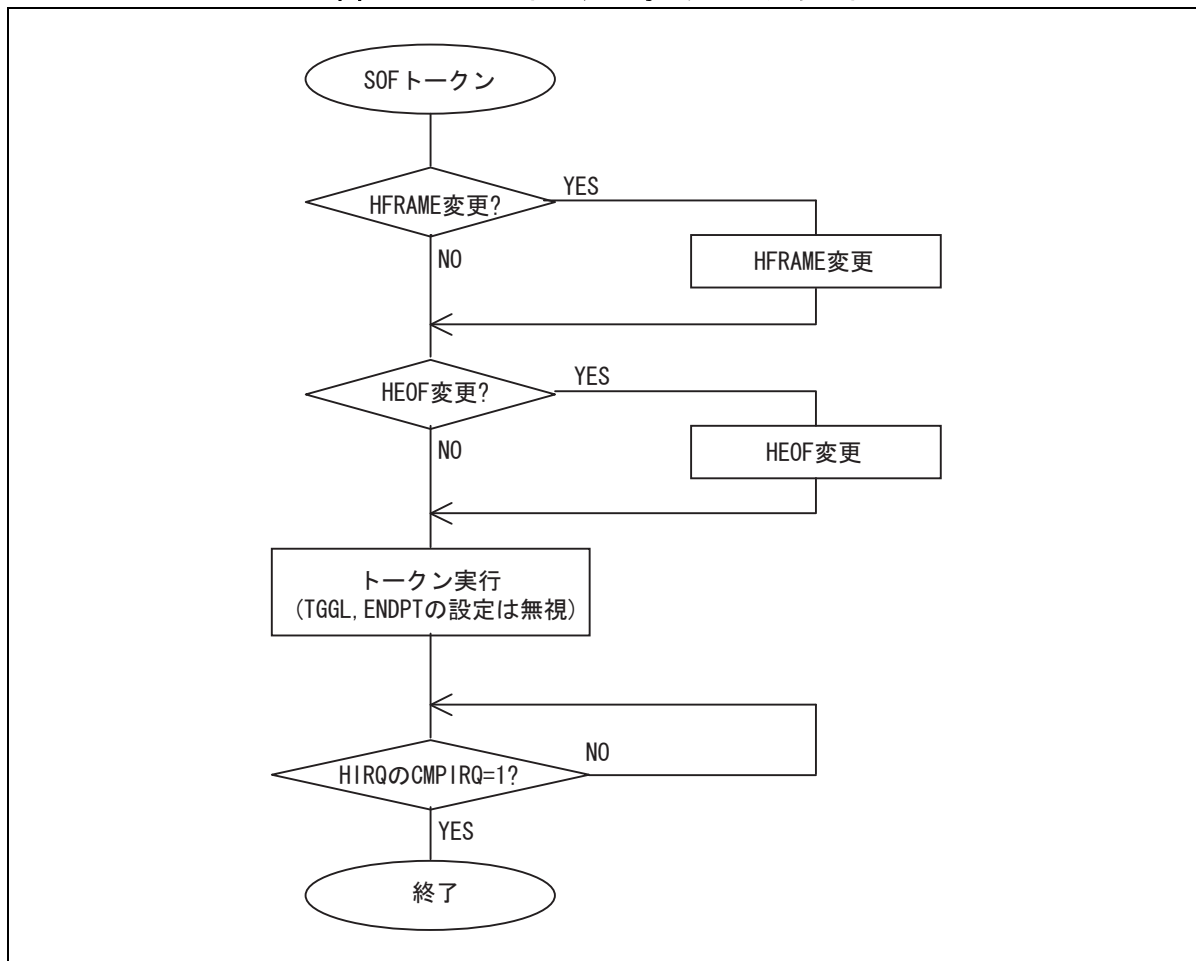 SOFトークン
HFRAME変更?
YES
NO
HFRAME変更
HEOF変更?
YES
NO
HEOF変更
トークン実行
(TGGL,ENDPTの設定は無視)
HIRQのCMPIRQ=1?
NO
YES
終了